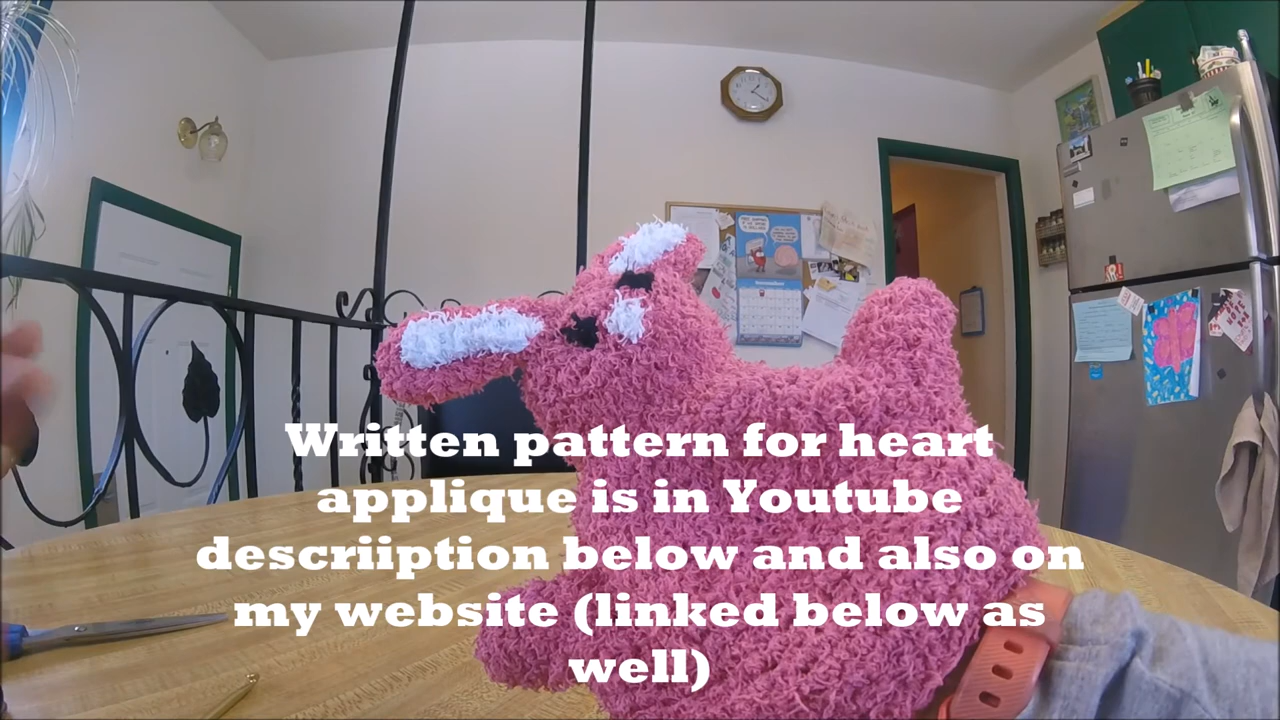 Written pattern for heart
applique is in Youtube
descriiption below and also on
my website (linked below as
well)